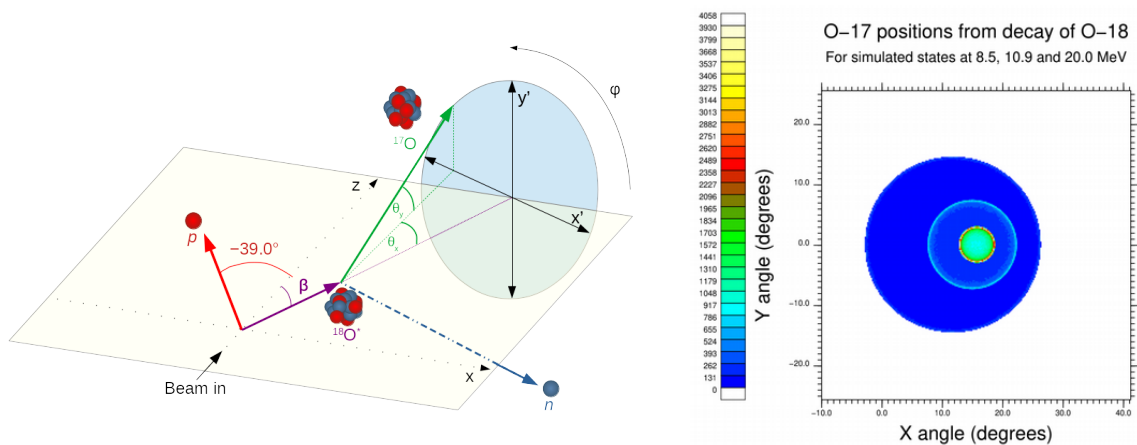 y'
φ
¹⁷O
z
θy
θx
x'
p
−39.0°
β
¹⁸O*
x
Beam in
n
O−17 positions from decay of O−18
For simulated states at 8.5, 10.9 and 20.0 MeV
4058
3930
3799
3668
3537
3406
3275
3144
3013
2882
2751
2620
2489
2358
2227
2096
1965
1834
1703
1572
1441
1310
1179
1048
917
786
655
524
393
262
131
0
Y angle (degrees)
20.0
10.0
0.0
−10.0
−20.0
−10.0 0.0 10.0 20.0 30.0 40.0
X angle (degrees)